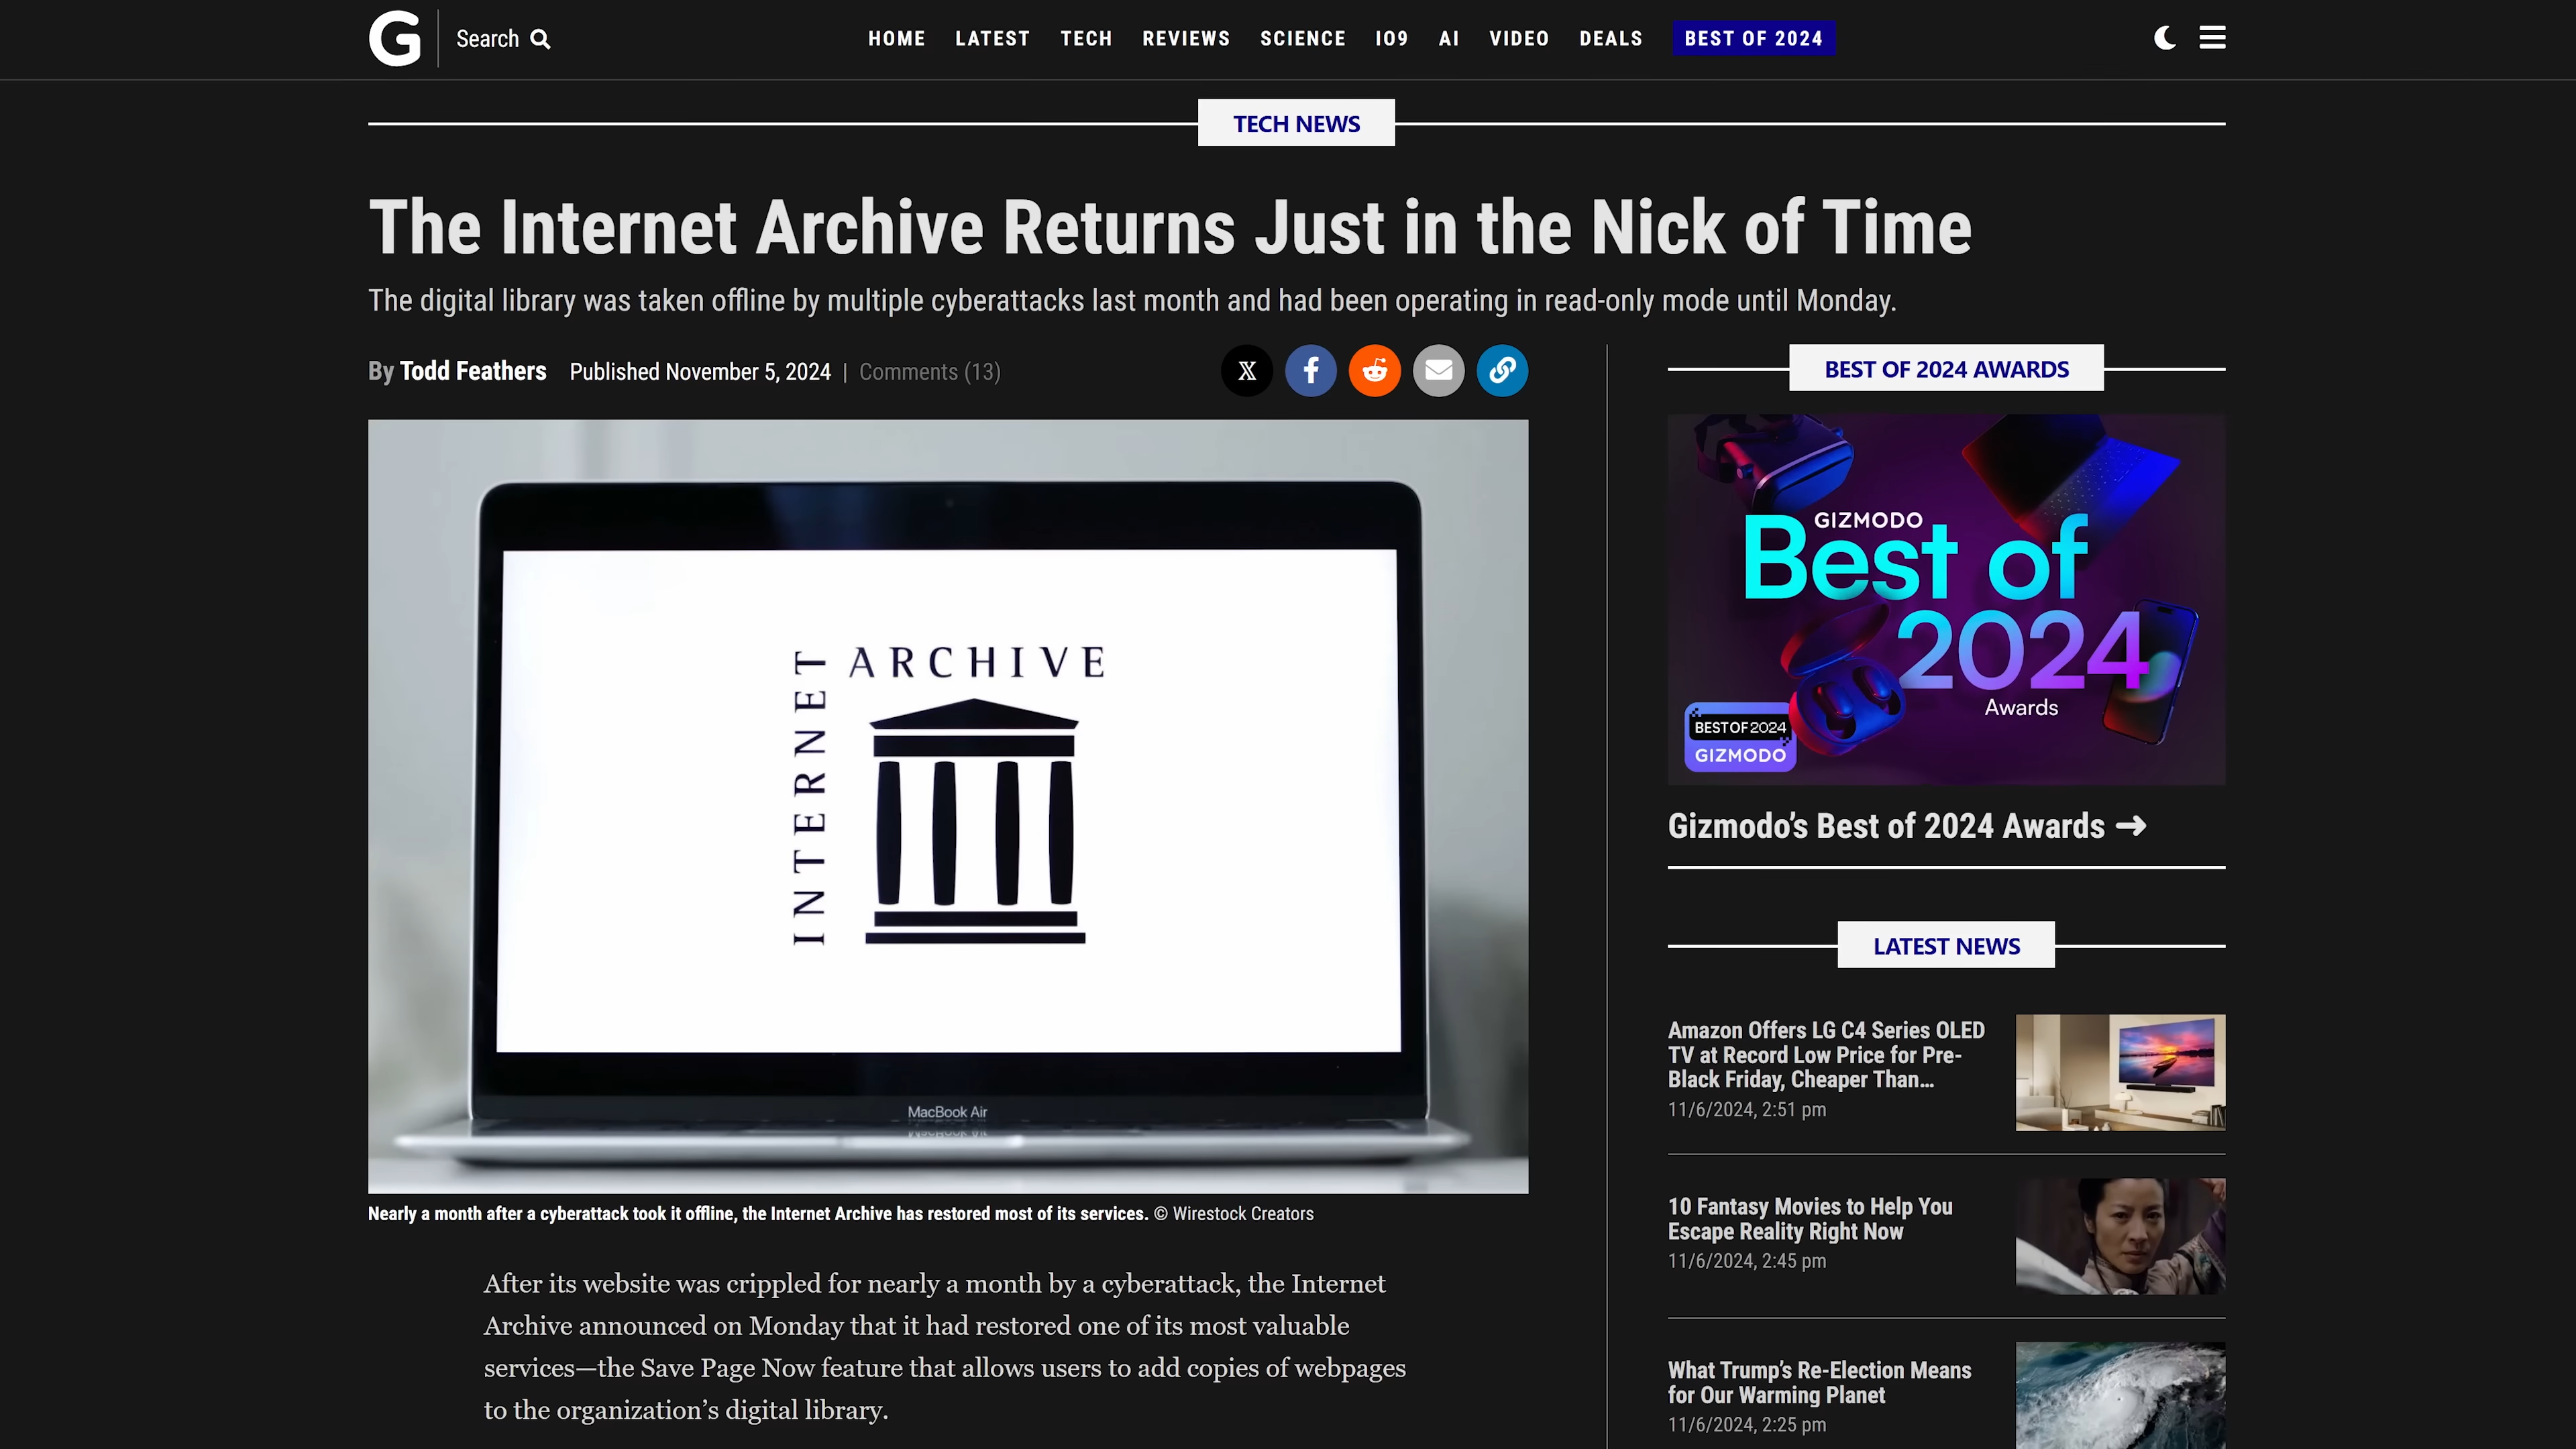 G
Search
HOME LATEST TECH REVIEWS SCIENCE IO9 AI VIDEO DEALS BEST OF 2024
TECH NEWS
The Internet Archive Returns Just in the Nick of Time
The digital library was taken offline by multiple cyberattacks last month and had been operating in read-only mode until Monday.
By Todd Feathers Published November 5, 2024 | Comments (13)
INTERNET
ARCHIVE
MacBook Air
Nearly a month after a cyberattack took it offline, the Internet Archive has restored most of its services. © Wirestock Creators
After its website was crippled for nearly a month by a cyberattack, the Internet
Archive announced on Monday that it had restored one of its most valuable
services—the Save Page Now feature that allows users to add copies of webpages
to the organization’s digital library.
BEST OF 2024 AWARDS
GIZMODO
Best of
2024
Awards
BEST OF 2024
GIZMODO
Gizmodo’s Best of 2024 Awards ➜
LATEST NEWS
Amazon Offers LG C4 Series OLED
TV at Record Low Price for Pre-
Black Friday, Cheaper Than...
11/6/2024, 2:51 pm
10 Fantasy Movies to Help You
Escape Reality Right Now
11/6/2024, 2:45 pm
What Trump’s Re-Election Means
for Our Warming Planet
11/6/2024, 2:25 pm